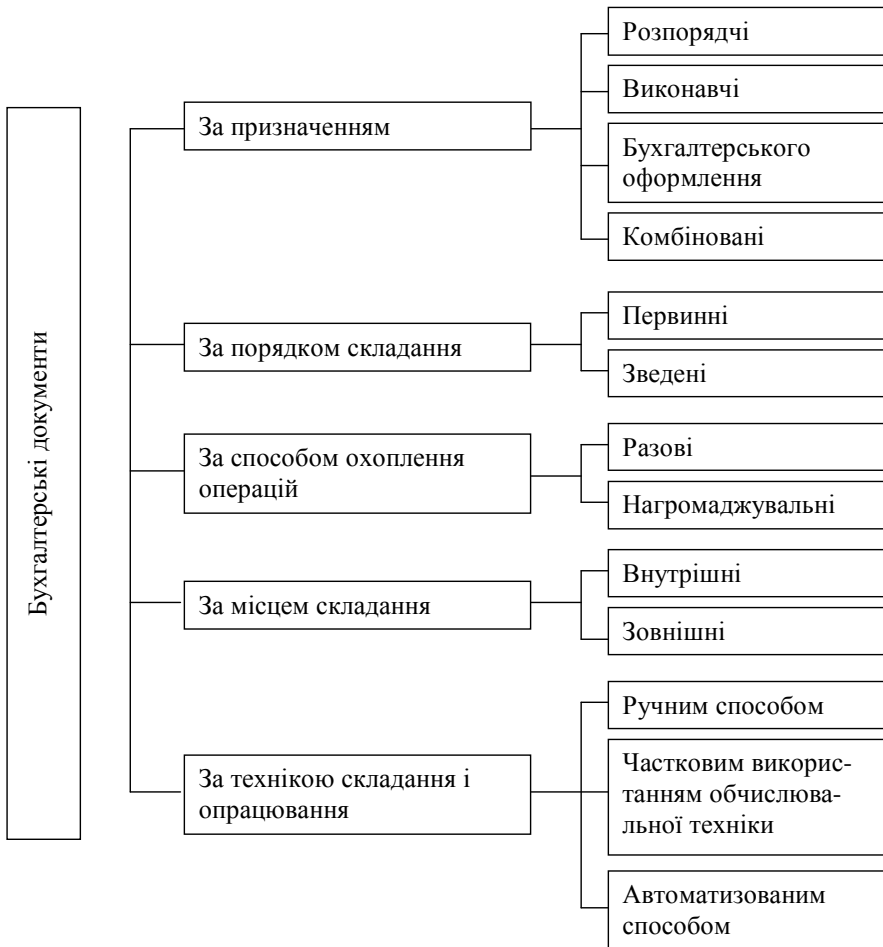 Бухгалтерські документи
За призначенням
Розпорядчі
Виконавчі
Бухгалтерського
оформлення
Комбіновані
За порядком складання
Первинні
Зведені
За способом охоплення
операцій
Разові
Нагромаджувальні
За місцем складання
Внутрішні
Зовнішні
За технікою складання і
опрацювання
Ручним способом
Частковим викорис-
танням обчислюва-
льної техніки
Автоматизованим
способом